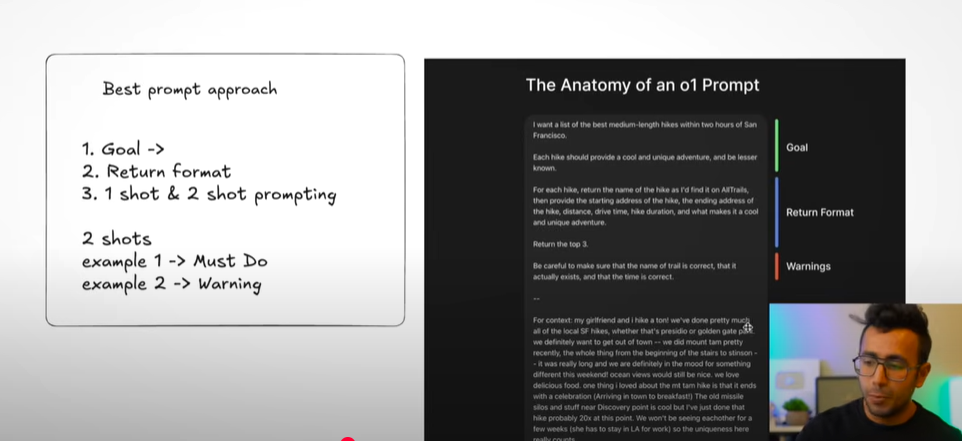 Best prompt approach
1. Goal ->
2. Return format
3. 1 shot & 2 shot prompting
2 shots
example 1 -> Must Do
example 2 -> Warning
The Anatomy of an o1 Prompt
I want a list of the best medium-length hikes within two hours of San
Francisco.
Each hike should provide a cool and unique adventure, and be lesser
known.
For each hike, return the name of the hike as I'd find it on AllTrails,
then provide the starting address of the hike, the ending address of
the hike, distance, drive time, hike duration, and what makes it a cool
and unique adventure.
Return the top 3.
Be careful to make sure that the name of trail is correct, that it
actually exists, and that the time is correct.
--
For context: my girlfriend and i hike a ton! we've done pretty much
all of the local SF hikes, whether that's presidio or golden gate
we definitely want to get out of town -- we did mount tam pretty
recently, the whole thing from the beginning of the stairs to stinson -
- it was really long and we are definitely in the mood for something
different this weekend! ocean views would still be nice. we love
delicious food. one thing i loved about the mt tam hike is that it ends
with a celebration (Arriving in town to breakfast!) The old missile
silos and stuff near Discovery point is cool but I've just done that
hike probably 20x at this point. We won't be seeing eachother for a
few weeks (she has to stay in LA for work) so the uniqueness here
really counts
Goal
Return Format
Warnings